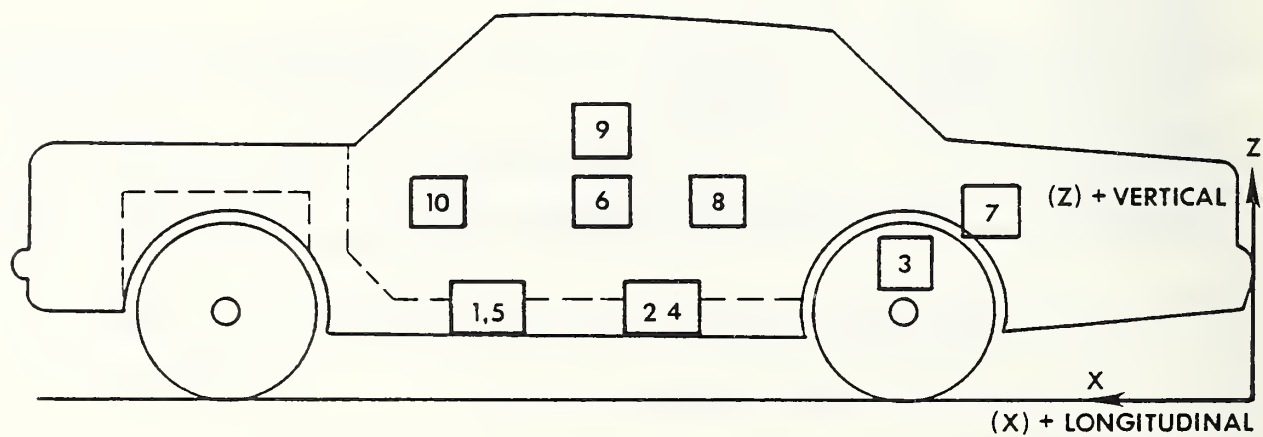 9
Z
10
6
8
7
(Z) + VERTICAL
3
1,5
2 4
X
(X) + LONGITUDINAL